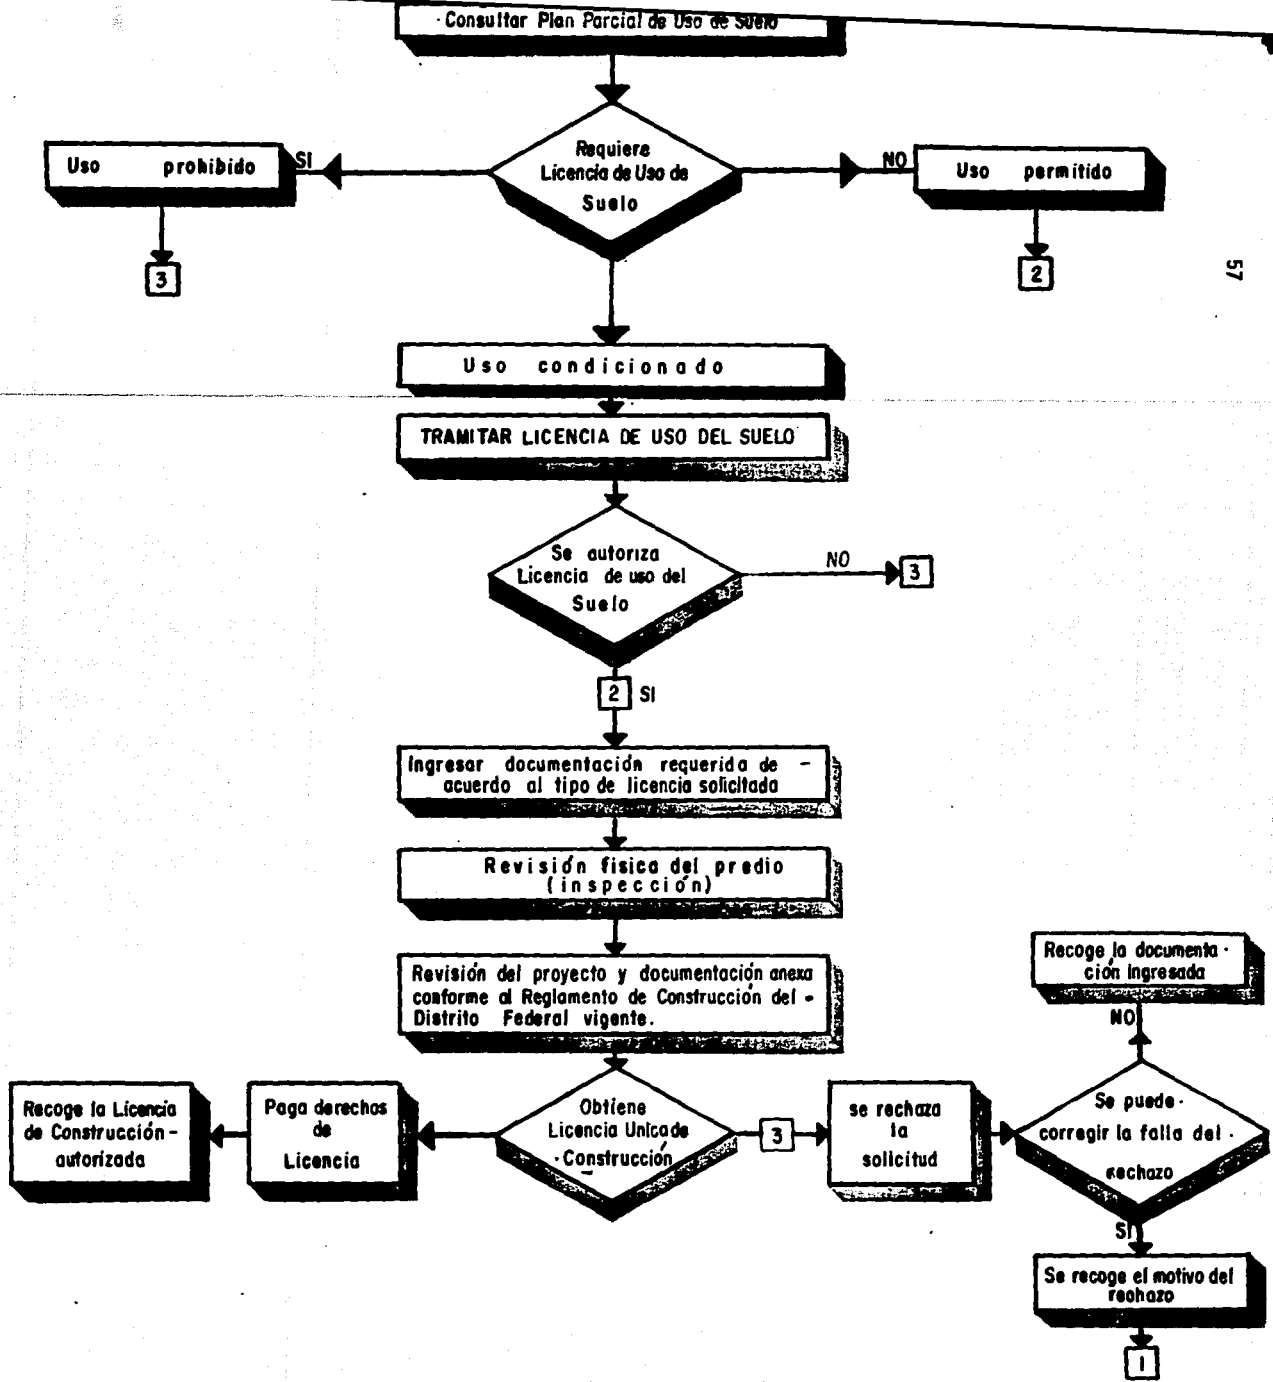 · Consultar Plan Parcial de Uso de Suelo
Requiere
Licencia de Uso de
Suelo
SI
Uso prohibido
3
NO
Uso permitido
2
57
Uso condicionado
TRAMITAR LICENCIA DE USO DEL SUELO
Se autoriza
Licencia de uso del
Suelo
NO
3
2 SI
Ingresar documentación requerida de -
acuerdo al tipo de licencia solicitada
Revisión fisica del predio
(inspección)
Revisión del proyecto y documentación anexa
conforme al Reglamento de Construcción del -
Distrito Federal vigente.
Obtiene
Licencia Unica de
· Construcción
Paga derechos
de
Licencia
Recoge la Licencia
de Construcción -
autorizada
3
se rechaza
la
solicitud
Se puede ·
corregir la falla del ·
rechazo
NO
Recoge la documenta ·
ción ingresada
SI
Se recoge el motivo del
rechazo
1